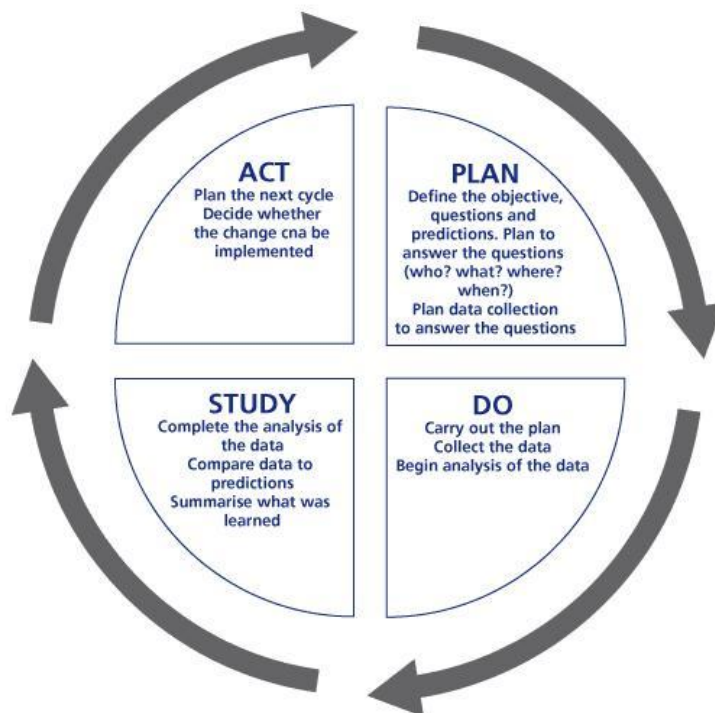 ACT
Plan the next cycle
Decide whether
the change cna be
implemented
PLAN
Define the objective,
questions and
predictions. Plan to
answer the questions
(who? what? where?
when?)
Plan data collection
to answer the questions
STUDY
Complete the analysis of
the data
Compare data to
predictions
Summarise what was
learned
DO
Carry out the plan
Collect the data
Begin analysis of the data